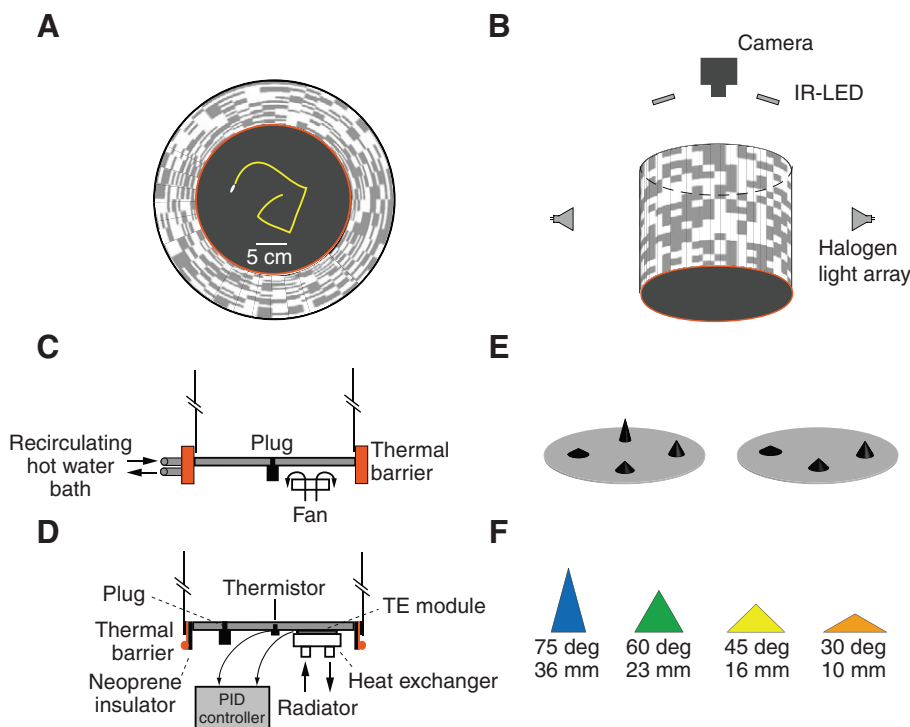 A
5 cm
B
Camera
IR-LED
Halogen
light array
C
Recirculating
hot water
bath
Plug
Thermal
barrier
Fan
D
Thermistor
Plug
TE module
Thermal
barrier
Neoprene
insulator
PID
controller
Radiator
Heat exchanger
E
F
75 deg
36 mm
60 deg
23 mm
45 deg
16 mm
30 deg
10 mm